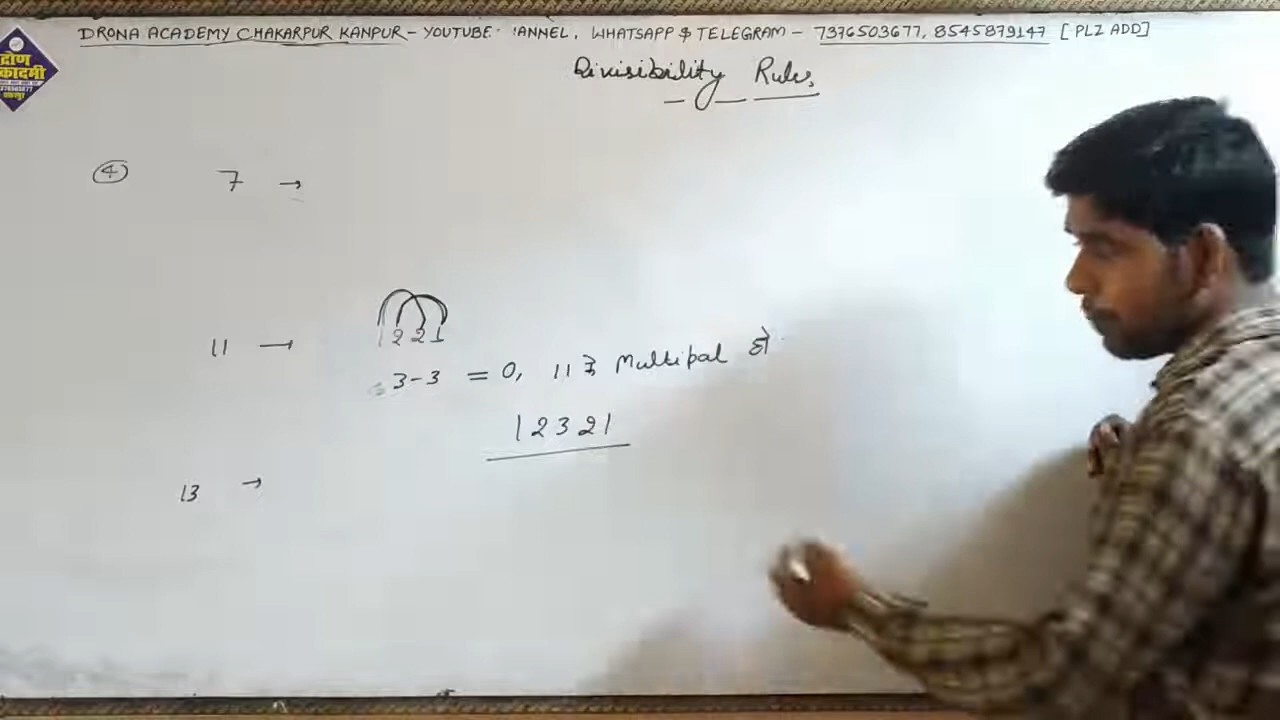 DRONA ACADEMY CHAKARPUR KANPUR - YOUTUBE ANNEL, WHATSAPP & TELEGRAM - 7376503677, 8545879147 [PLZ ADD]
द्रोण
कादमी
Divisibility Rules
④ 7 →
11 → 1221
3-3 = 0, 11 के Multipal हो
12321
13 →